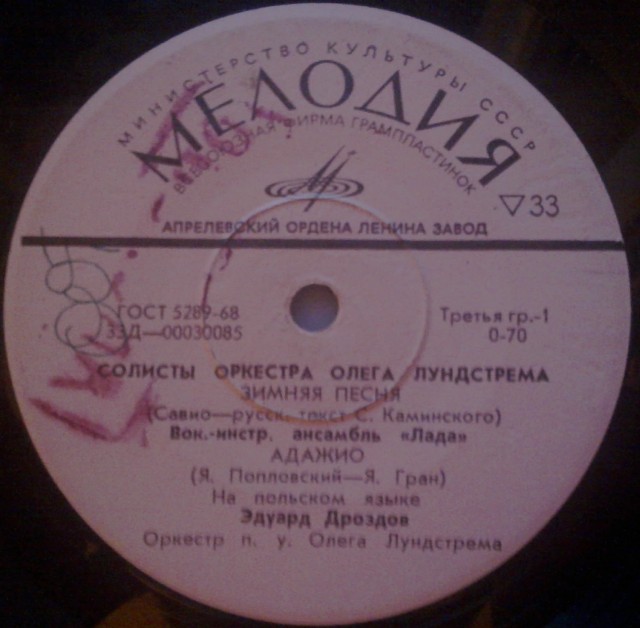 МИНИСТЕРСТВО КУЛЬТУРЫ СССР
МЕЛОДИЯ
ВСЕСОЮЗНАЯ ФИРМА ГРАМПЛАСТИНОК
▽33
АПРЕЛЕВСКИЙ ОРДЕНА ЛЕНИНА ЗАВОД
ГОСТ 5289-68
33Д—00030085
Третья гр.-1
0-70
СОЛИСТЫ ОРКЕСТРА ОЛЕГА ЛУНДСТРЕМА
ЗИМНЯЯ ПЕСНЯ
(Савио—русск. текст С. Каминского)
Вок.-инстр. ансамбль «Лада»
АДАЖИО
(Я. Попловский—Я. Гран)
На польском языке
Эдуард Дроздов
Оркестр п. у. Олега Лундстрема